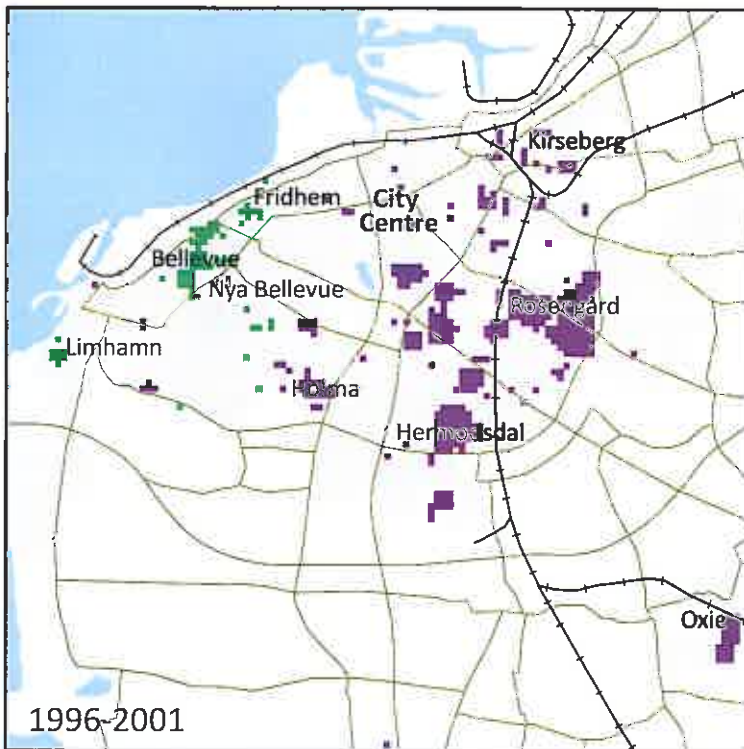 Kirseberg
Fridhem
City
Centre
Bellevue
Nya Bellevue
Rosengård
Limhamn
Holma
Hermodsdal
Oxie
1996-2001